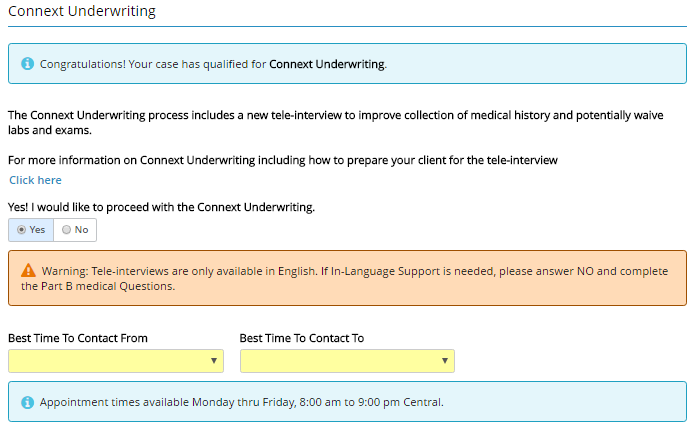 Connext Underwriting
Congratulations! Your case has qualified for Connext Underwriting.
The Connext Underwriting process includes a new tele-interview to improve collection of medical history and potentially waive
labs and exams.
For more information on Connext Underwriting including how to prepare your client for the tele-interview
Click here
Yes! I would like to proceed with the Connext Underwriting.
Yes No
Warning: Tele-interviews are only available in English. If In-Language Support is needed, please answer NO and complete
the Part B medical Questions.
Best Time To Contact From Best Time To Contact To
Appointment times available Monday thru Friday, 8:00 am to 9:00 pm Central.